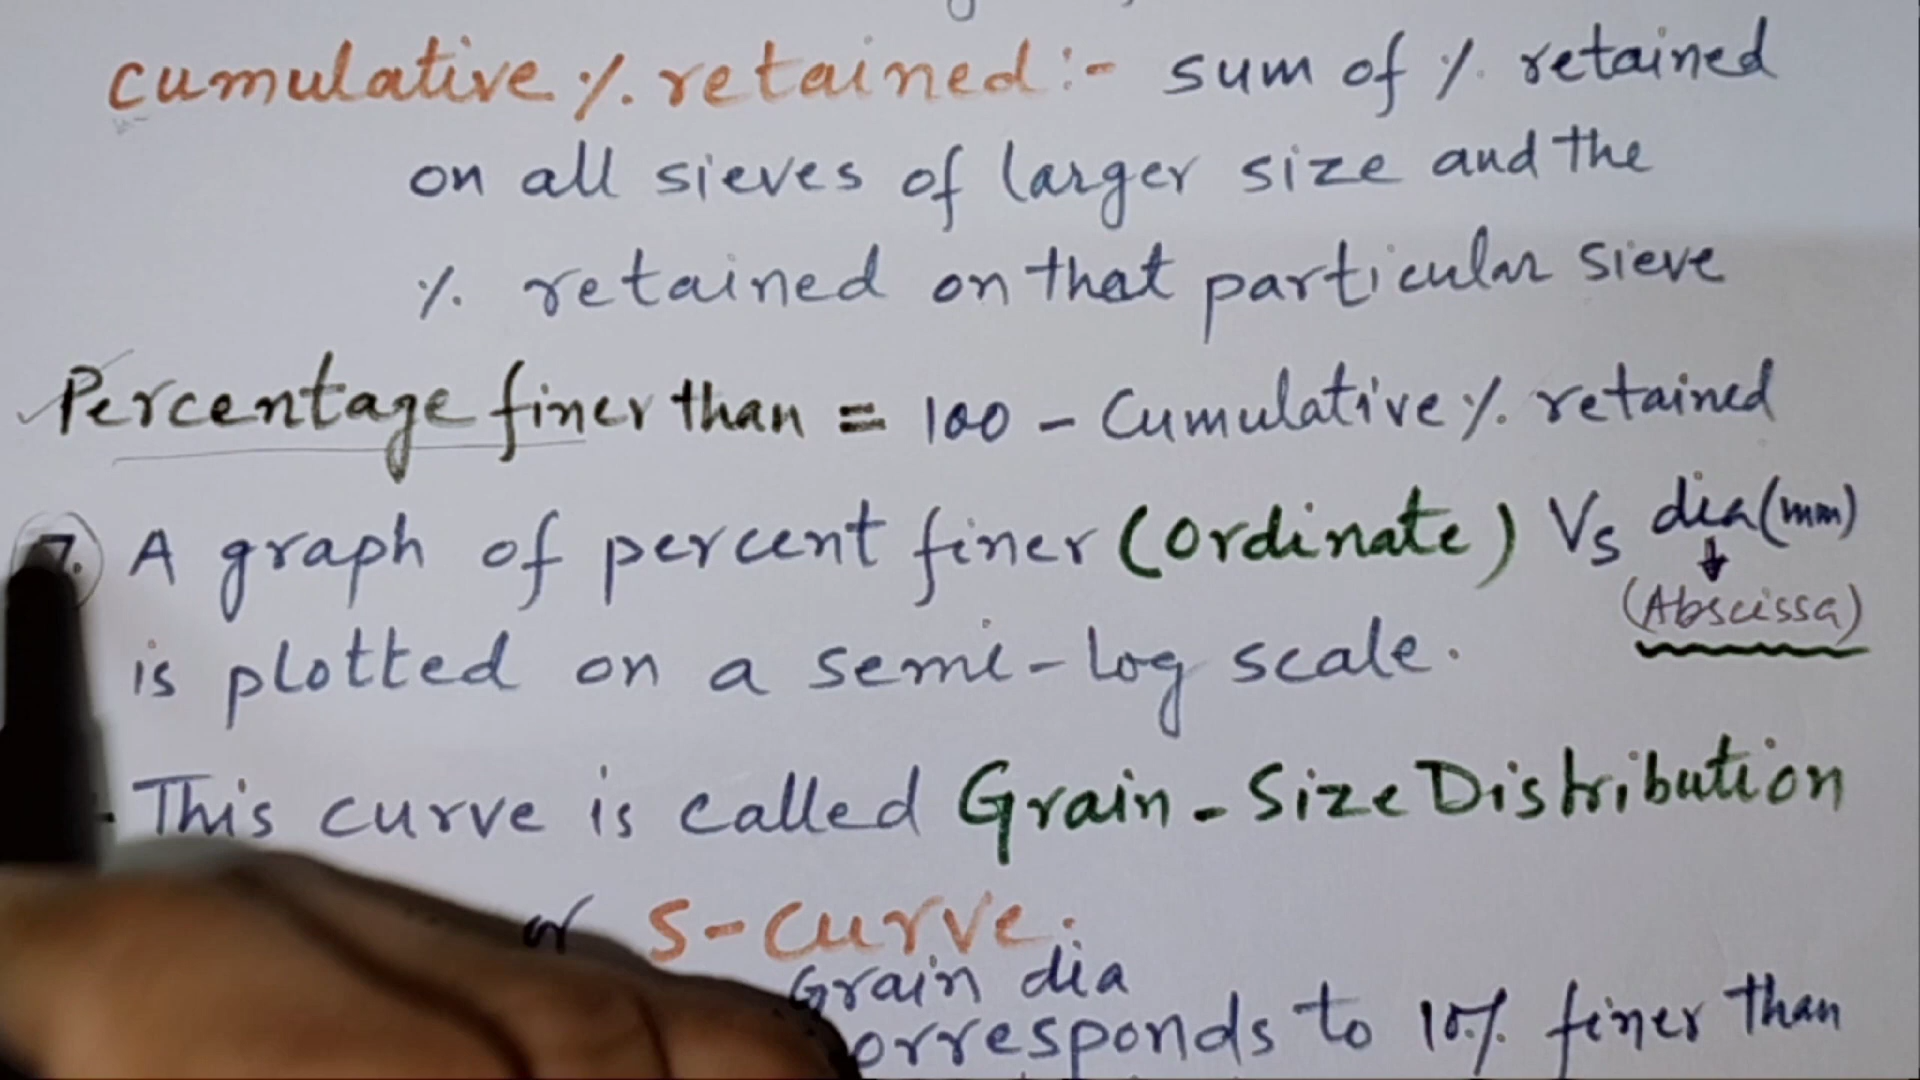 cumulative % retained:- sum of % retained
on all sieves of larger size and the
% retained on that particular sieve
Percentage finer than = 100 - Cumulative % retained
7. A graph of percent finer (ordinate) Vs dia (mm)
(Abscissa)
is plotted on a semi-log scale.
This curve is called Grain-Size Distribution
or S-curve.
Grain dia
corresponds to 10% finer than